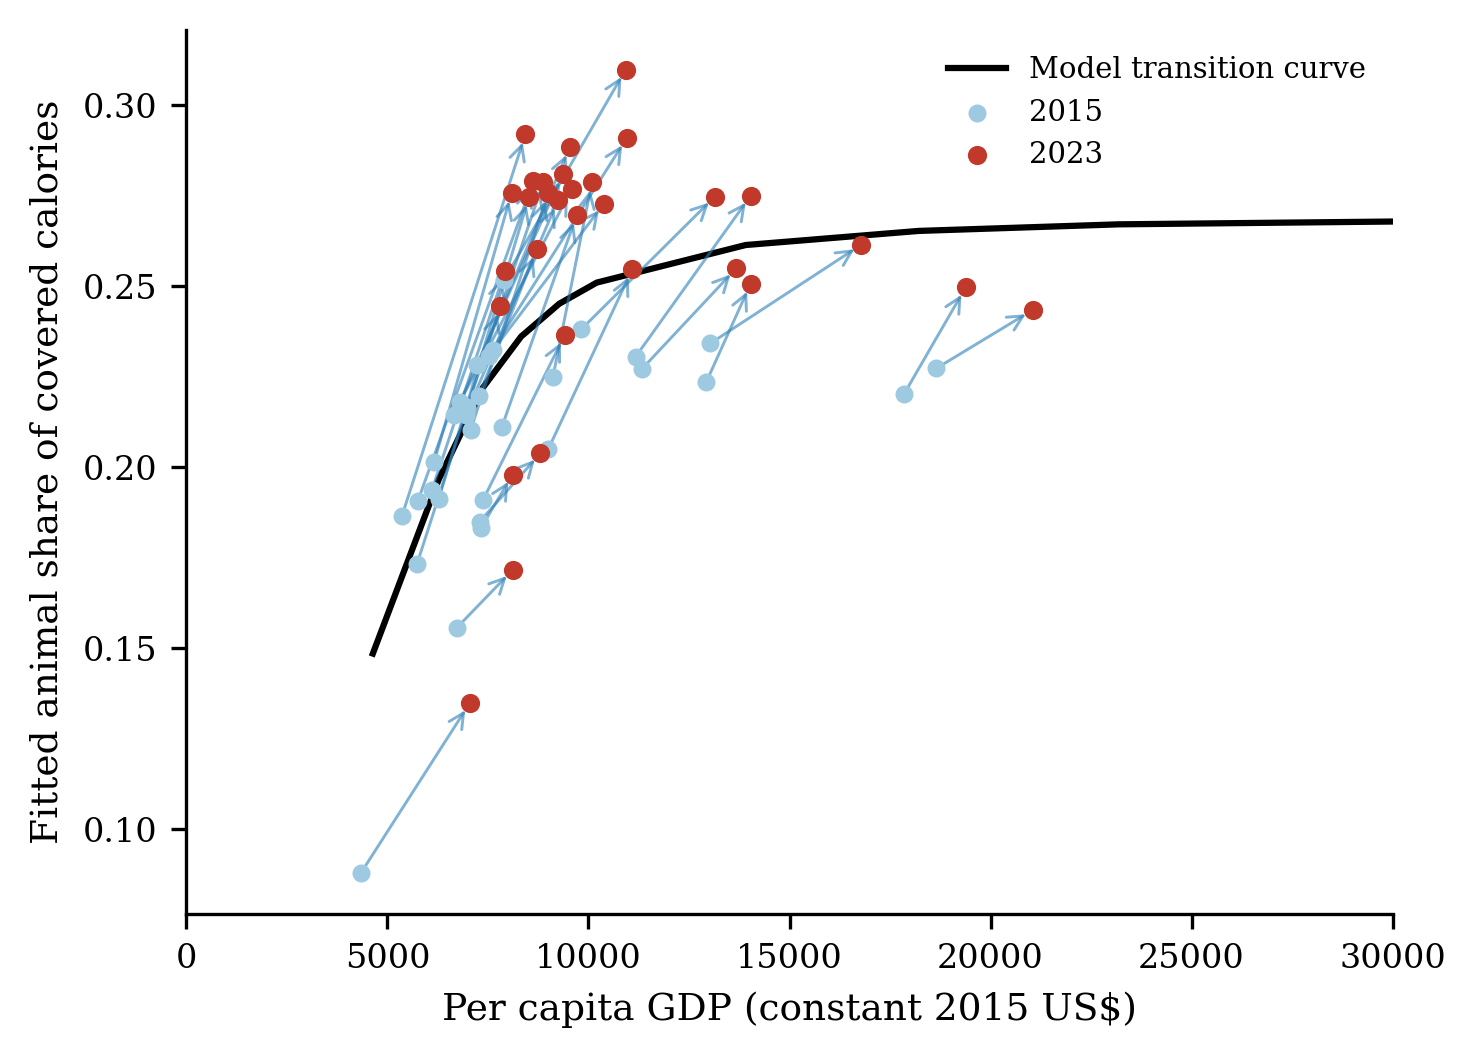 Model transition curve
2015
2023
Fitted animal share of covered calories
0.30
0.25
0.20
0.15
0.10
0 5000 10000 15000 20000 25000 30000
Per capita GDP (constant 2015 US$)